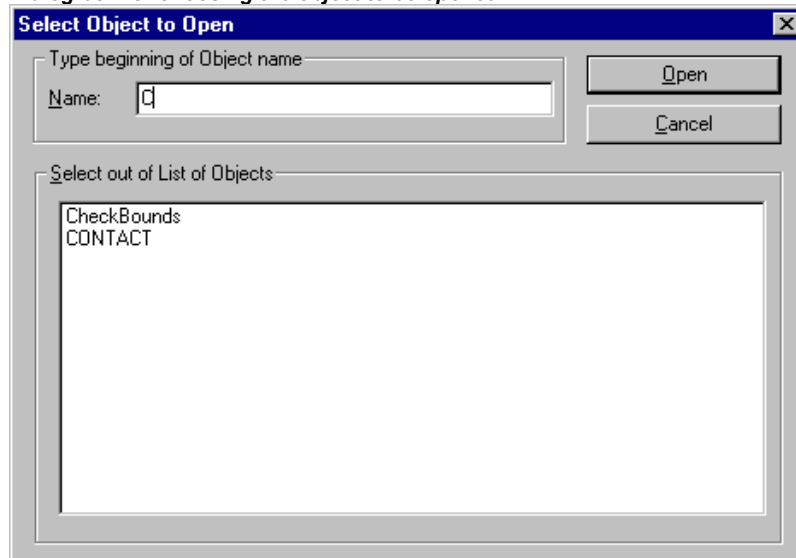 Select Object to Open
Type beginning of Object name
Name: C
Open
Cancel
Select out of List of Objects
CheckBounds
CONTACT